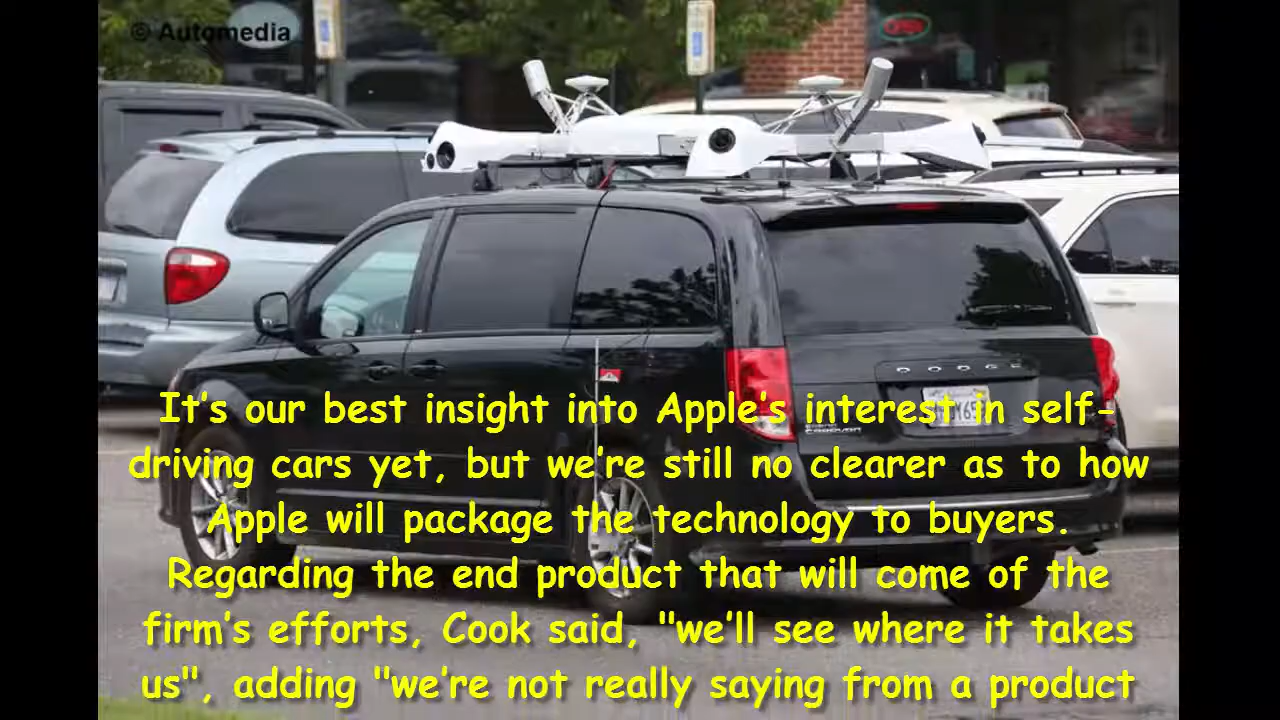 © Automedia
OPEN
DODGE
It's our best insight into Apple's interest in self-
driving cars yet, but we're still no clearer as to how
Apple will package the technology to buyers.
Regarding the end product that will come of the
firm's efforts, Cook said, "we'll see where it takes
us", adding "we're not really saying from a product